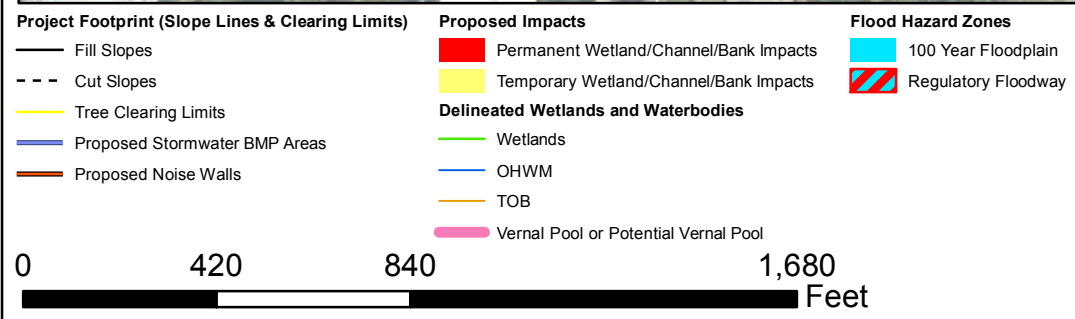 Project Footprint (Slope Lines & Clearing Limits)
Fill Slopes
Cut Slopes
Tree Clearing Limits
Proposed Stormwater BMP Areas
Proposed Noise Walls
Proposed Impacts
Permanent Wetland/Channel/Bank Impacts
Temporary Wetland/Channel/Bank Impacts
Delineated Wetlands and Waterbodies
Wetlands
OHWM
TOB
Vernal Pool or Potential Vernal Pool
Flood Hazard Zones
100 Year Floodplain
Regulatory Floodway
0 420 840 1,680
Feet